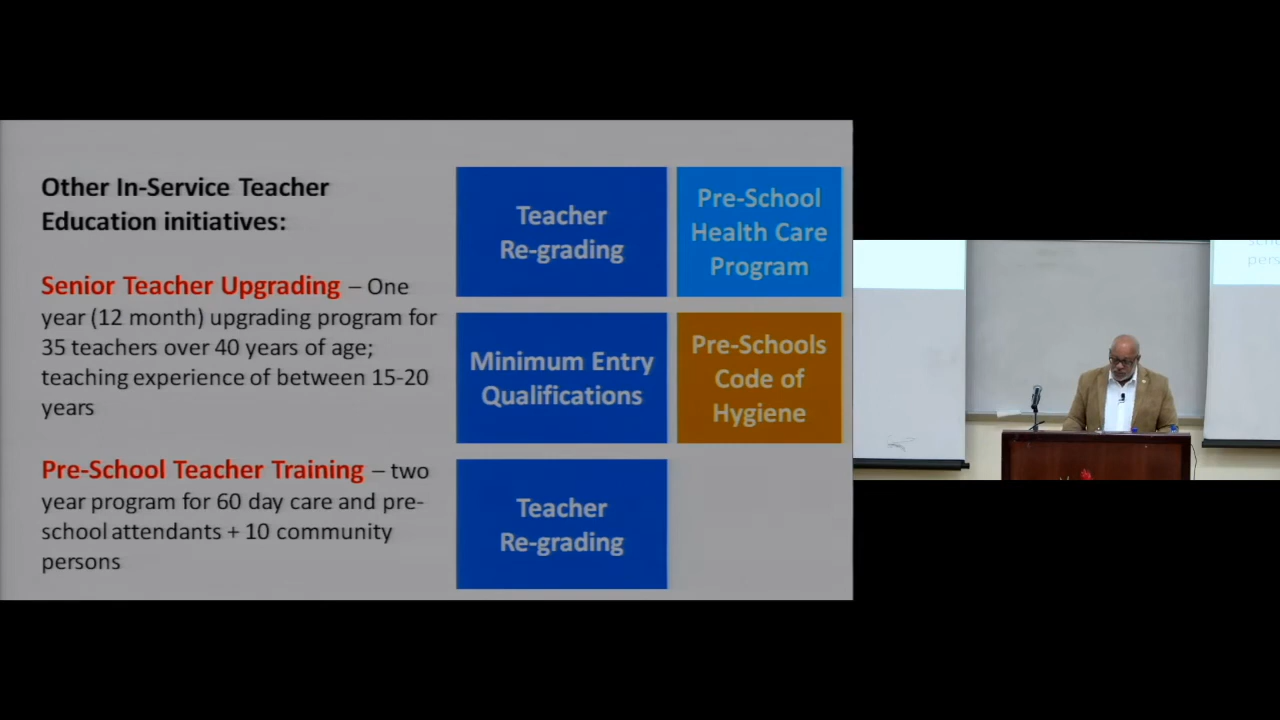 Other In-Service Teacher
Education initiatives:
Senior Teacher Upgrading – One
year (12 month) upgrading program for
35 teachers over 40 years of age;
teaching experience of between 15-20
years
Pre-School Teacher Training – two
year program for 60 day care and pre-
school attendants + 10 community
persons
Teacher
Re-grading
Pre-School
Health Care
Program
Minimum Entry
Qualifications
Pre-Schools
Code of
Hygiene
Teacher
Re-grading